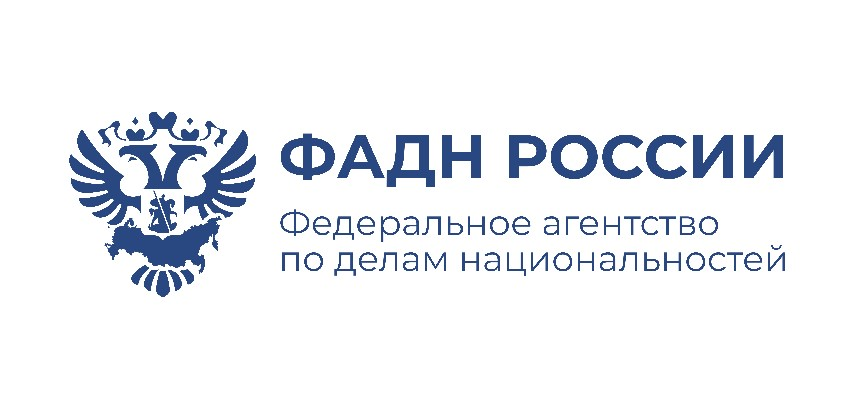 ФАДН РОССИИ
Федеральное агентство
по делам национальностей